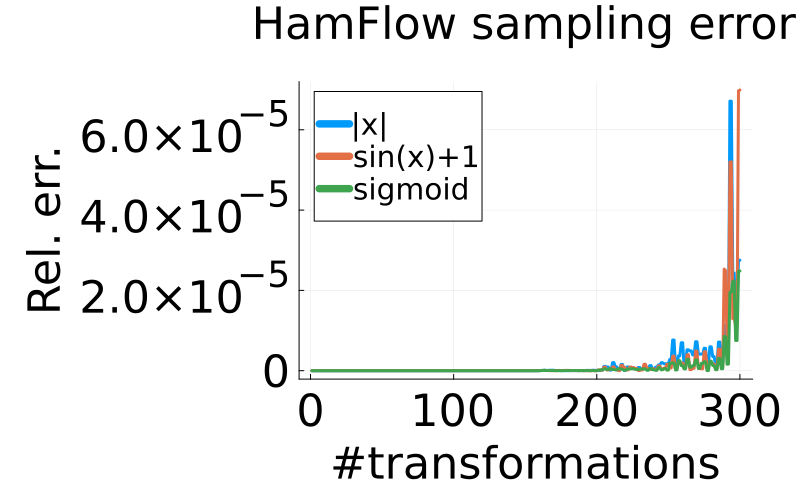 HamFlow sampling error
Rel. err.
6.0×10⁻⁵
4.0×10⁻⁵
2.0×10⁻⁵
0
|x|
sin(x)+1
sigmoid
0 100 200 300
#transformations